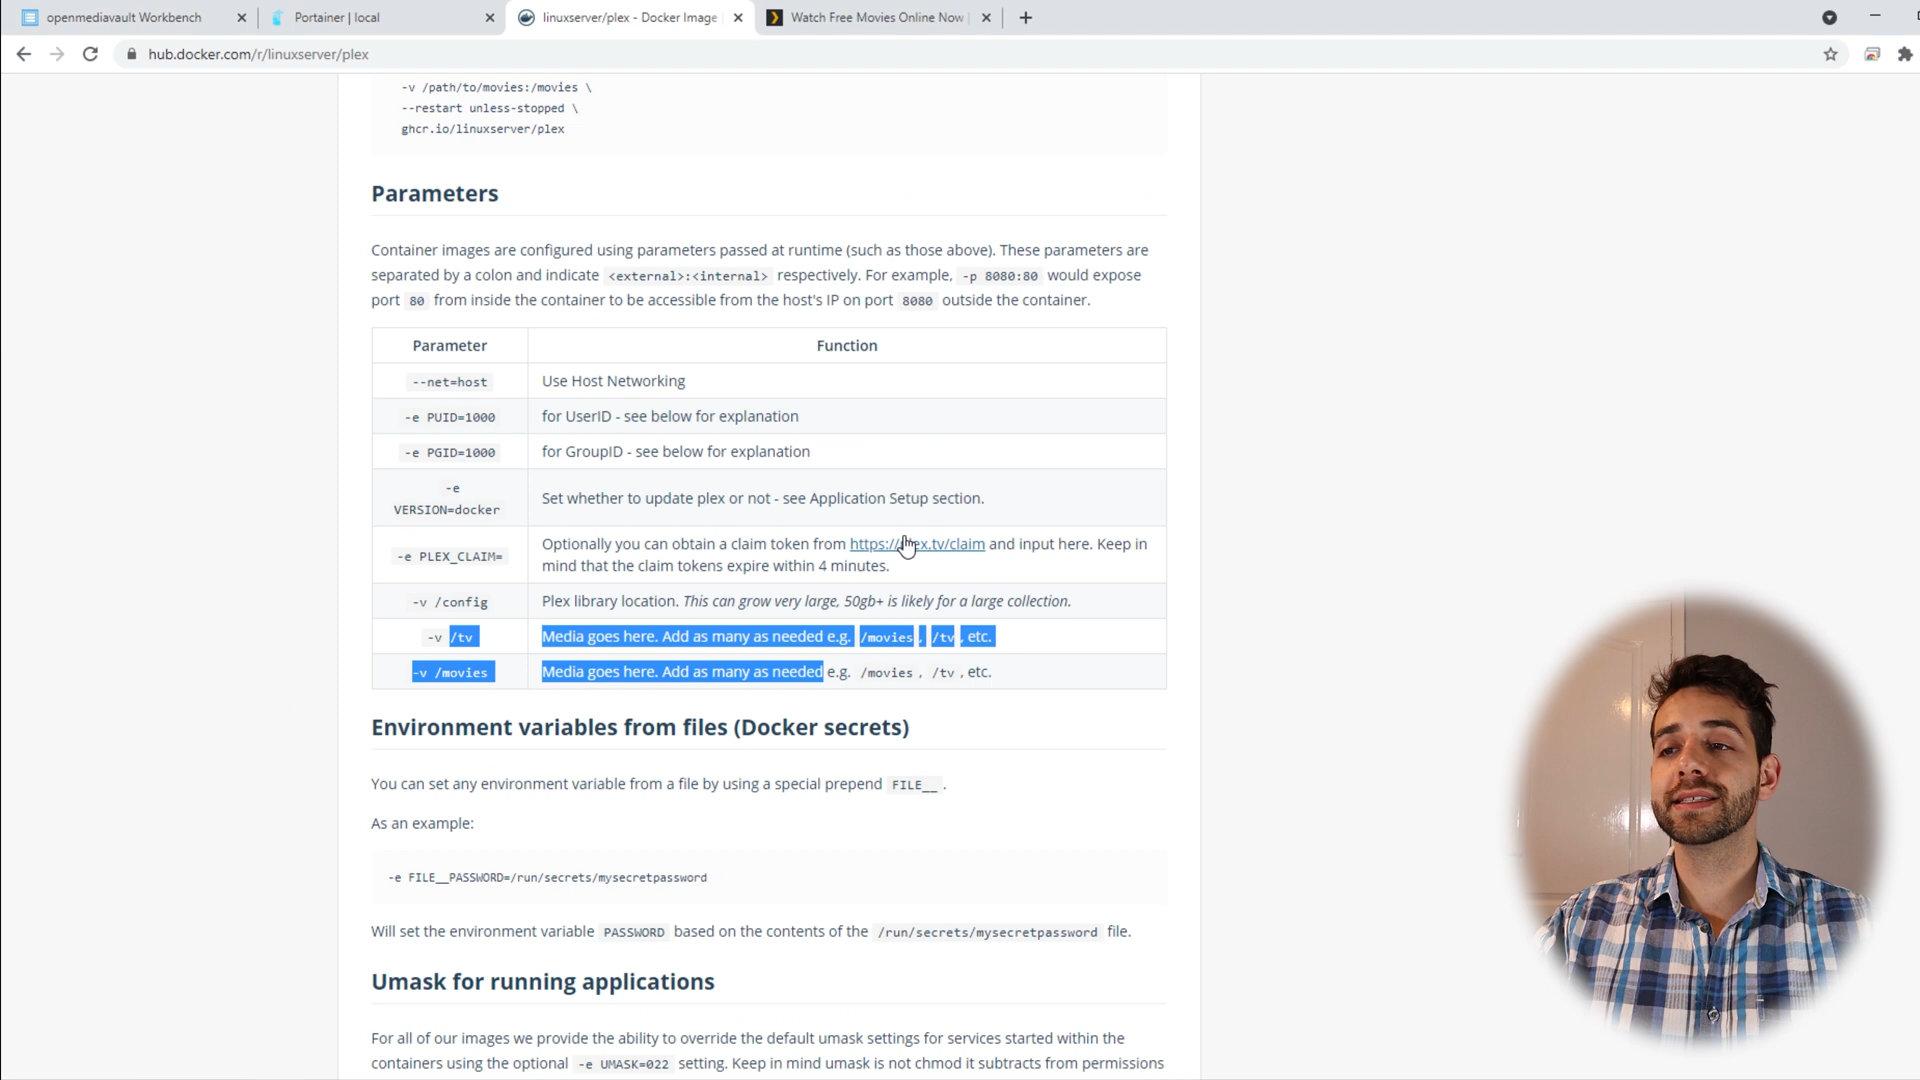 openmediavault Workbench
Portainer | local
linuxserver/plex - Docker Image
Watch Free Movies Online Now |
hub.docker.com/r/linuxserver/plex
-v /path/to/movies:/movies \
--restart unless-stopped \
ghcr.io/linuxserver/plex
Parameters
Container images are configured using parameters passed at runtime (such as those above). These parameters are
separated by a colon and indicate <external>:<internal> respectively. For example, -p 8080:80 would expose
port 80 from inside the container to be accessible from the host's IP on port 8080 outside the container.
Parameter Function
--net=host Use Host Networking
-e PUID=1000 for UserID - see below for explanation
-e PGID=1000 for GroupID - see below for explanation
-e
VERSION=docker Set whether to update plex or not - see Application Setup section.
-e PLEX_CLAIM= Optionally you can obtain a claim token from https://plex.tv/claim and input here. Keep in
mind that the claim tokens expire within 4 minutes.
-v /config Plex library location. This can grow very large, 50gb+ is likely for a large collection.
-v /tv Media goes here. Add as many as needed e.g. /movies, /tv, etc.
-v /movies Media goes here. Add as many as needed e.g. /movies, /tv, etc.
Environment variables from files (Docker secrets)
You can set any environment variable from a file by using a special prepend FILE__.
As an example:
-e FILE__PASSWORD=/run/secrets/mysecretpassword
Will set the environment variable PASSWORD based on the contents of the /run/secrets/mysecretpassword file.
Umask for running applications
For all of our images we provide the ability to override the default umask settings for services started within the
containers using the optional -e UMASK=022 setting. Keep in mind umask is not chmod it subtracts from permissions